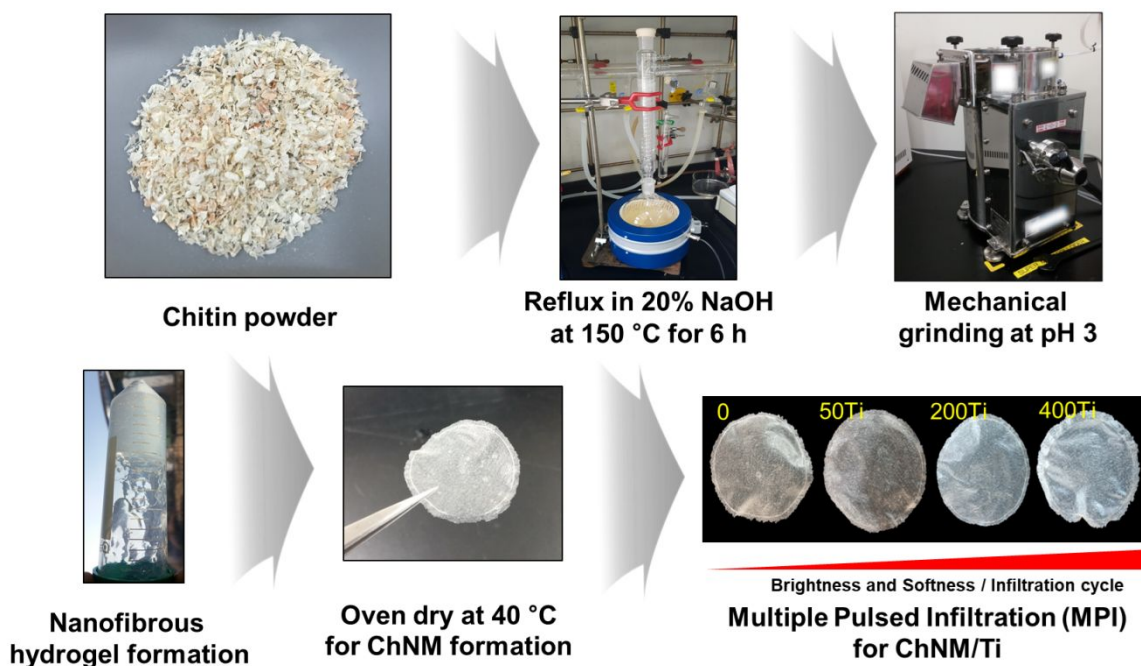 Chitin powder
Reflux in 20% NaOH
at 150 °C for 6 h
Mechanical
grinding at pH 3
Nanofibrous
hydrogel formation
Oven dry at 40 °C
for ChNM formation
0 50Ti 200Ti 400Ti
Brightness and Softness / Infiltration cycle
Multiple Pulsed Infiltration (MPI)
for ChNM/Ti